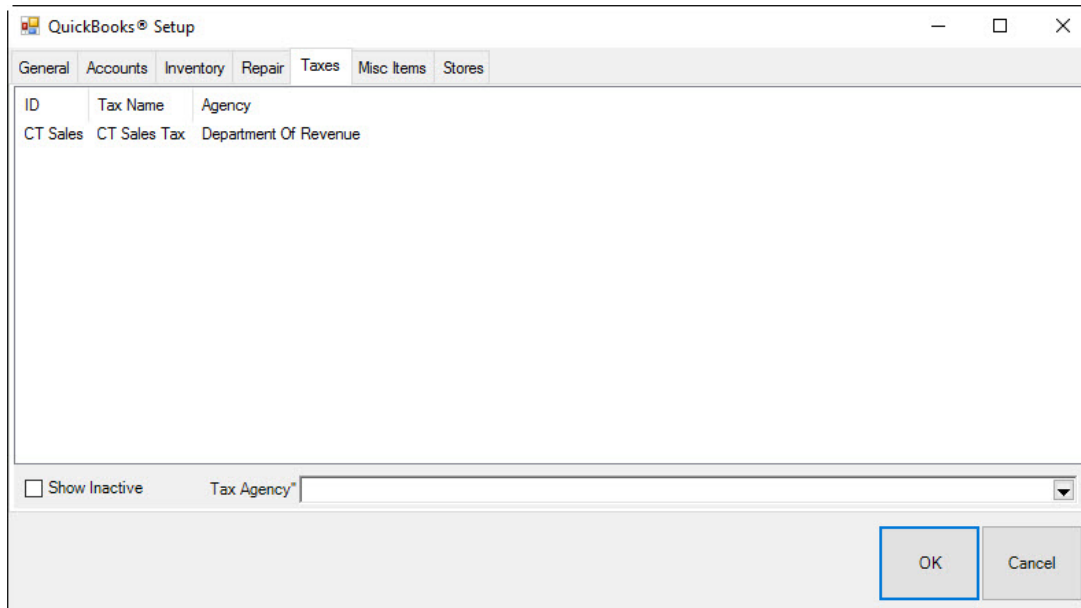 QuickBooks® Setup
General Accounts Inventory Repair Taxes Misc Items Stores
ID Tax Name Agency
CT Sales CT Sales Tax Department Of Revenue
Show Inactive Tax Agency"
OK Cancel